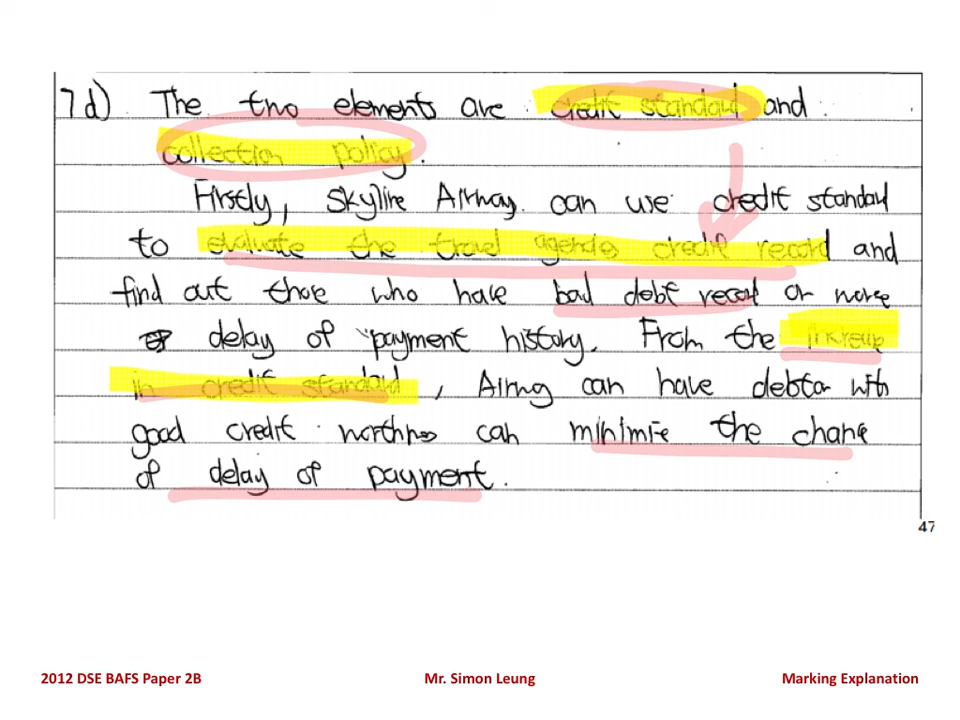 7d) The two elements are credit standard and
collection policy.
Firstly, Skyline Airway can use credit standard
to evaluate the travel agendes credit record and
find out those who have bad debt record or more
delay of payment history. From the increase
in credit standard, Airway can have debtor with
good credit worthness can minimize the chance
of delay of payment.
47
2012 DSE BAFS Paper 2B
Mr. Simon Leung
Marking Explanation